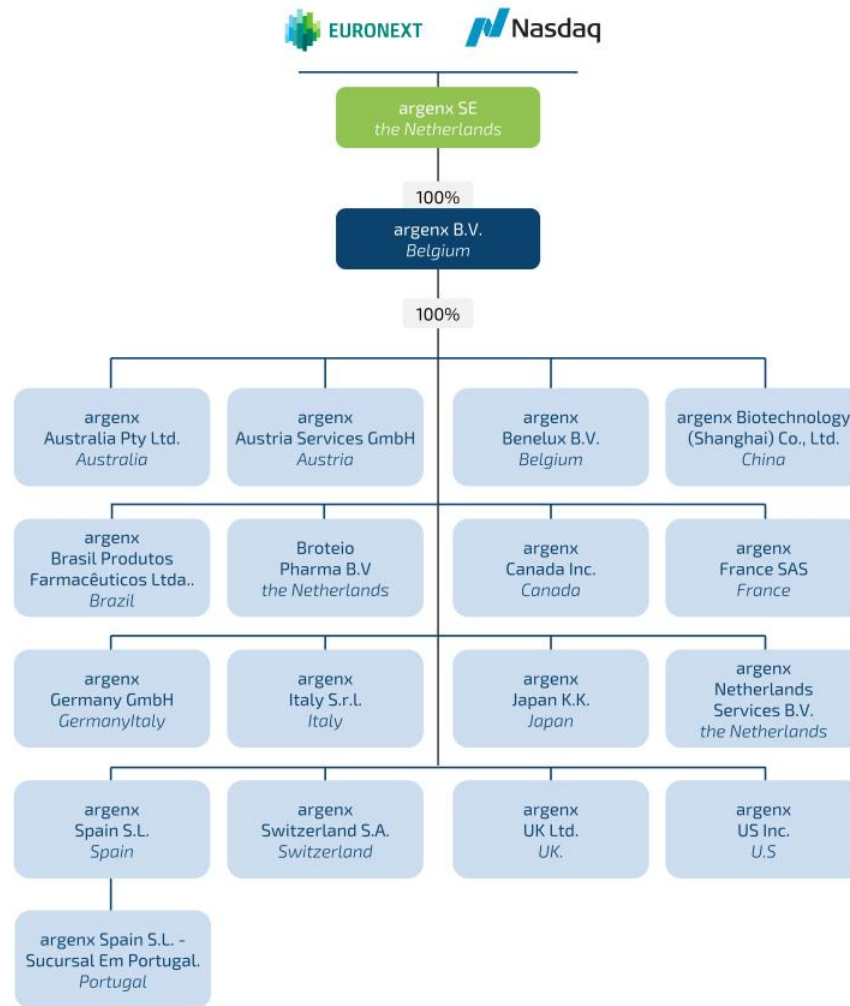 EURONEXT
Nasdaq
argenx SE
the Netherlands
100%
argenx B.V.
Belgium
100%
argenx
Australia Pty Ltd.
Australia
argenx
Austria Services GmbH
Austria
argenx
Benelux B.V.
Belgium
argenx Biotechnology
(Shanghai) Co., Ltd.
China
argenx
Brasil Produtos
Farmacêuticos Ltda..
Brazil
Broteio
Pharma B.V
the Netherlands
argenx
Canada Inc.
Canada
argenx
France SAS
France
argenx
Germany GmbH
GermanyItaly
argenx
Italy S.r.l.
Italy
argenx
Japan K.K.
Japan
argenx
Netherlands
Services B.V.
the Netherlands
argenx
Spain S.L.
Spain
argenx
Switzerland S.A.
Switzerland
argenx
UK Ltd.
UK.
argenx
US Inc.
U.S
argenx Spain S.L. -
Sucursal Em Portugal.
Portugal